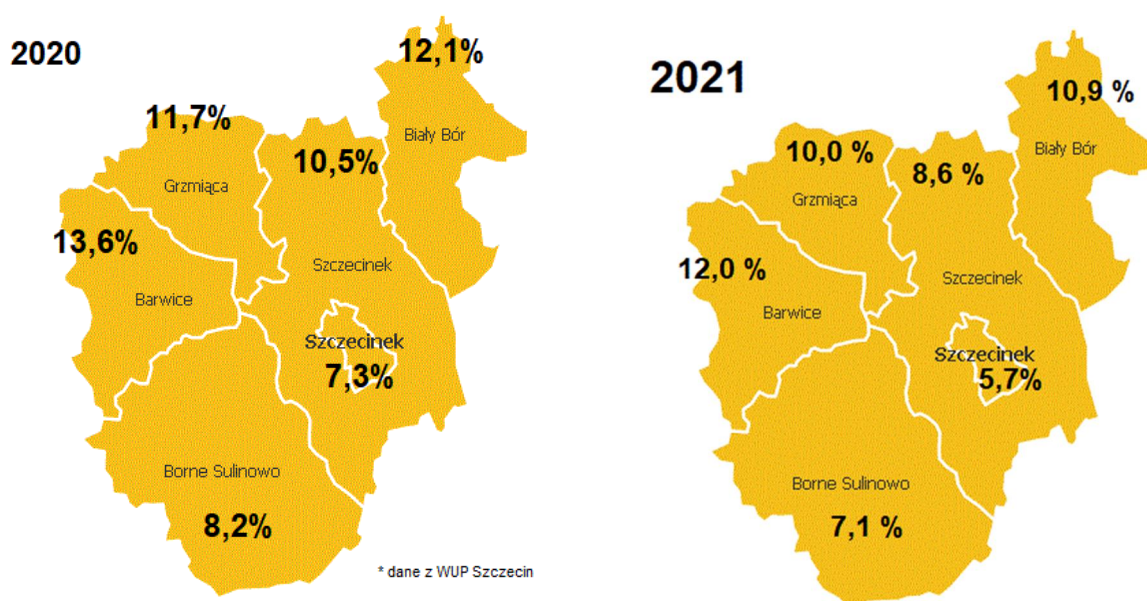 2020
12,1%
11,7%
Biały Bór
10,5%
Grzmiąca
13,6%
Szczecinek
Barwice
Szczecinek
7,3%
Borne Sulinowo
8,2%
* dane z WUP Szczecin
2021
10,9 %
10,0 %
Biały Bór
8,6 %
Grzmiąca
12,0 %
Szczecinek
Barwice
Szczecinek
5,7%
Borne Sulinowo
7,1 %